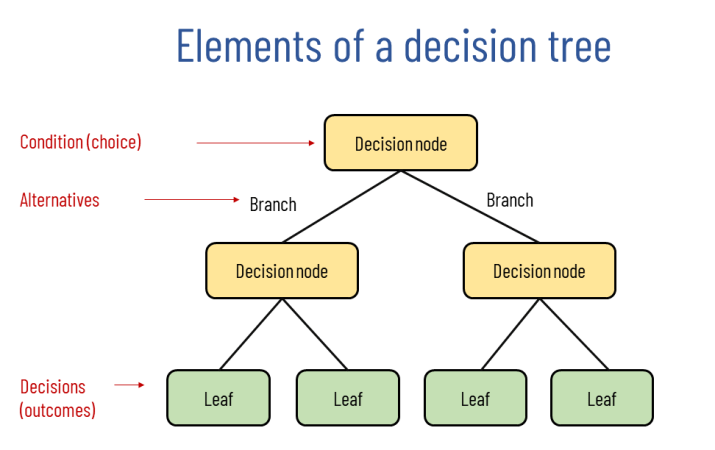 Elements of a decision tree
Condition (choice)
Decision node
Alternatives
Branch
Branch
Decision node
Decision node
Decisions
(outcomes)
Leaf
Leaf
Leaf
Leaf